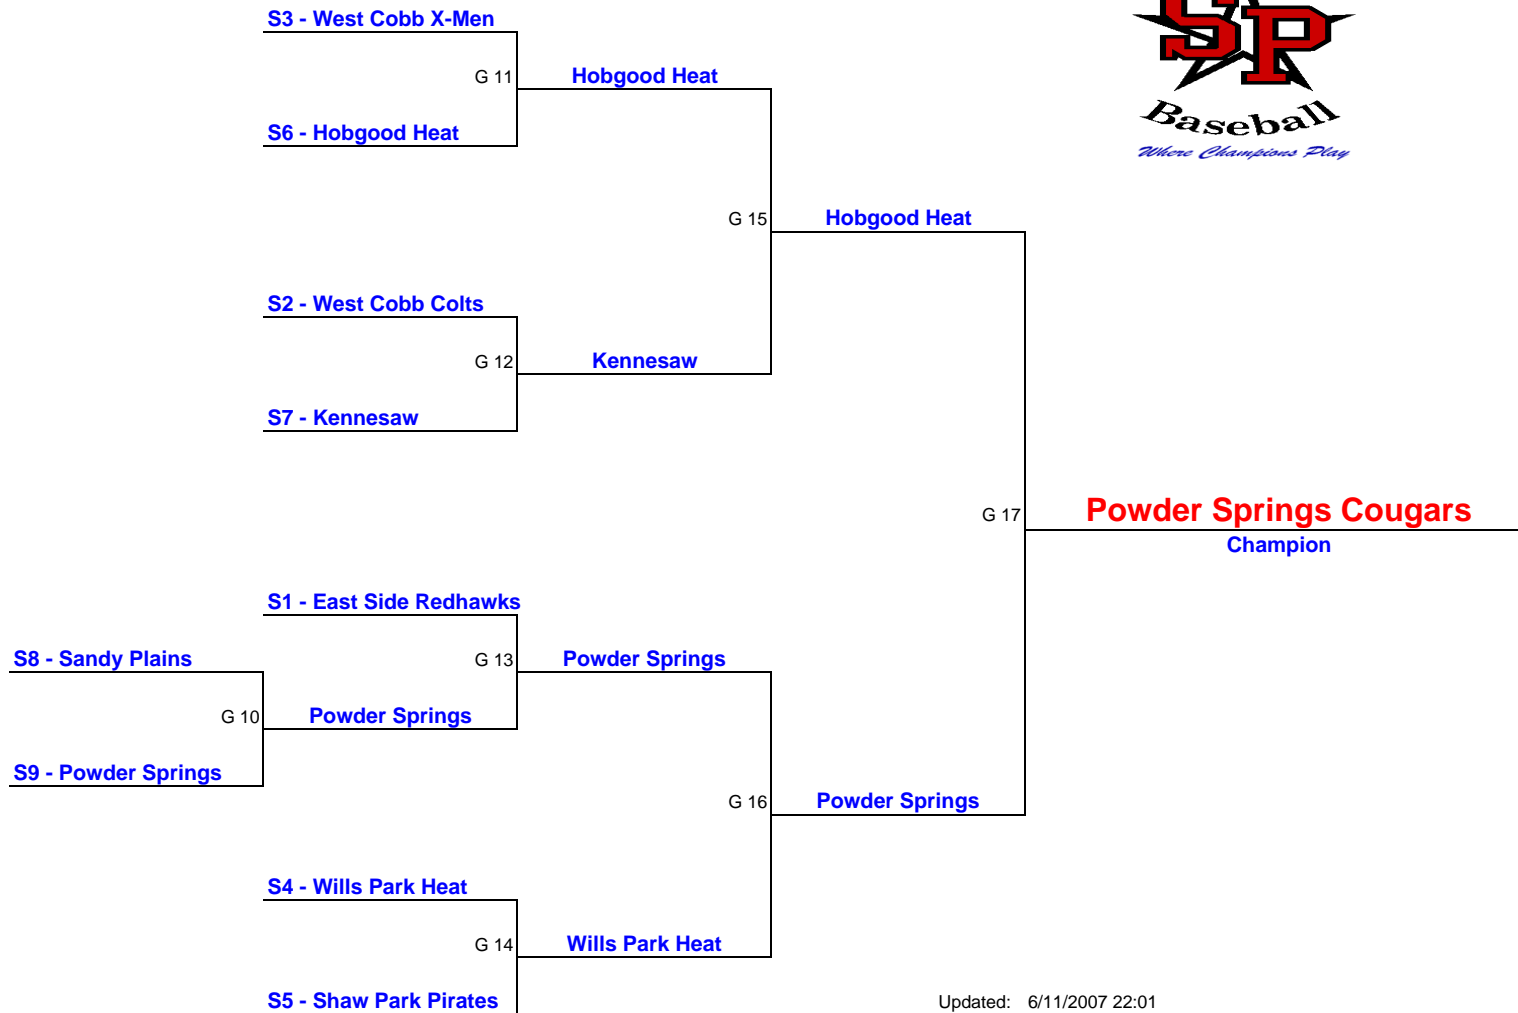 S3 - West Cobb X-Men
SP
G 11
Hobgood Heat
Baseball
S6 - Hobgood Heat
Where Champions Play
G 15
Hobgood Heat
S2 - West Cobb Colts
G 12
Kennesaw
S7 - Kennesaw
G 17
Powder Springs Cougars
Champion
S1 - East Side Redhawks
S8 - Sandy Plains
G 13
Powder Springs
G 10
Powder Springs
S9 - Powder Springs
G 16
Powder Springs
S4 - Wills Park Heat
G 14
Wills Park Heat
S5 - Shaw Park Pirates
Updated: 6/11/2007 22:01